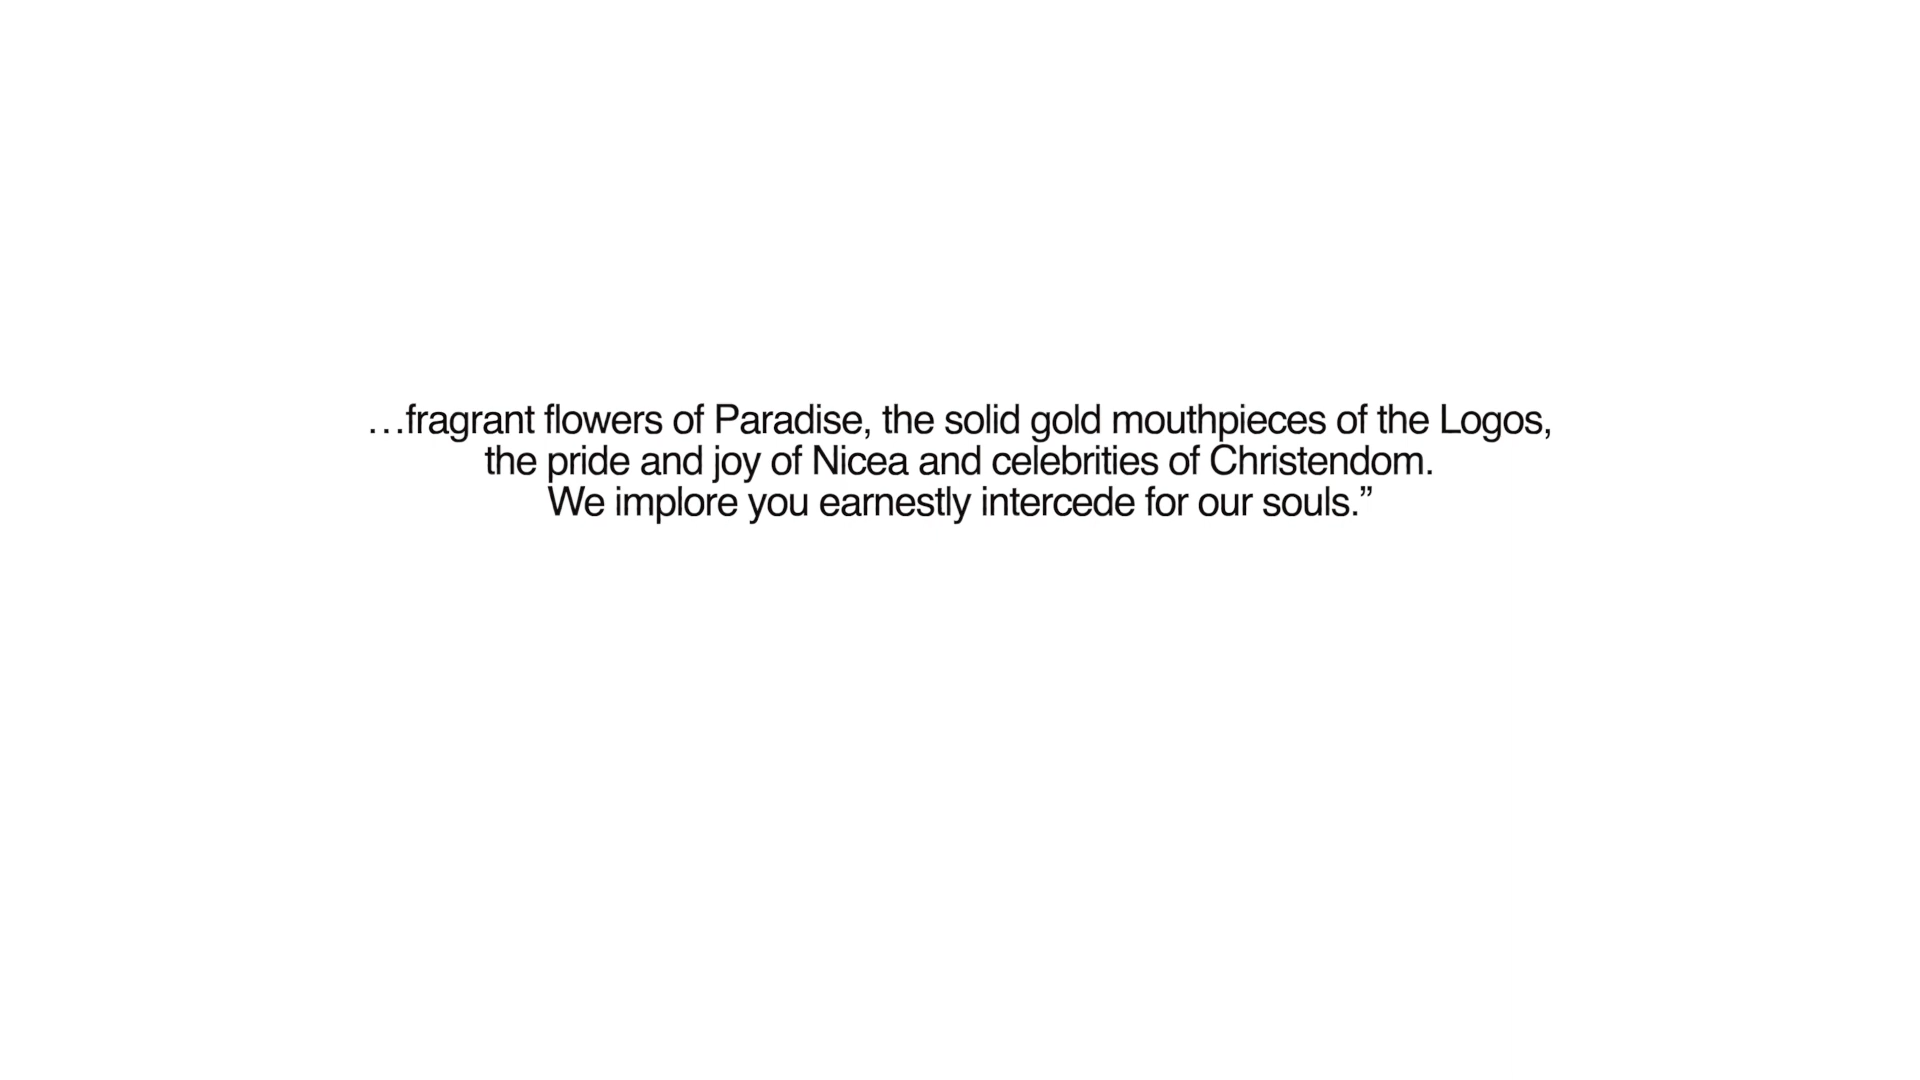 …fragrant flowers of Paradise, the solid gold mouthpieces of the Logos,
the pride and joy of Nicea and celebrities of Christendom.
We implore you earnestly intercede for our souls.”